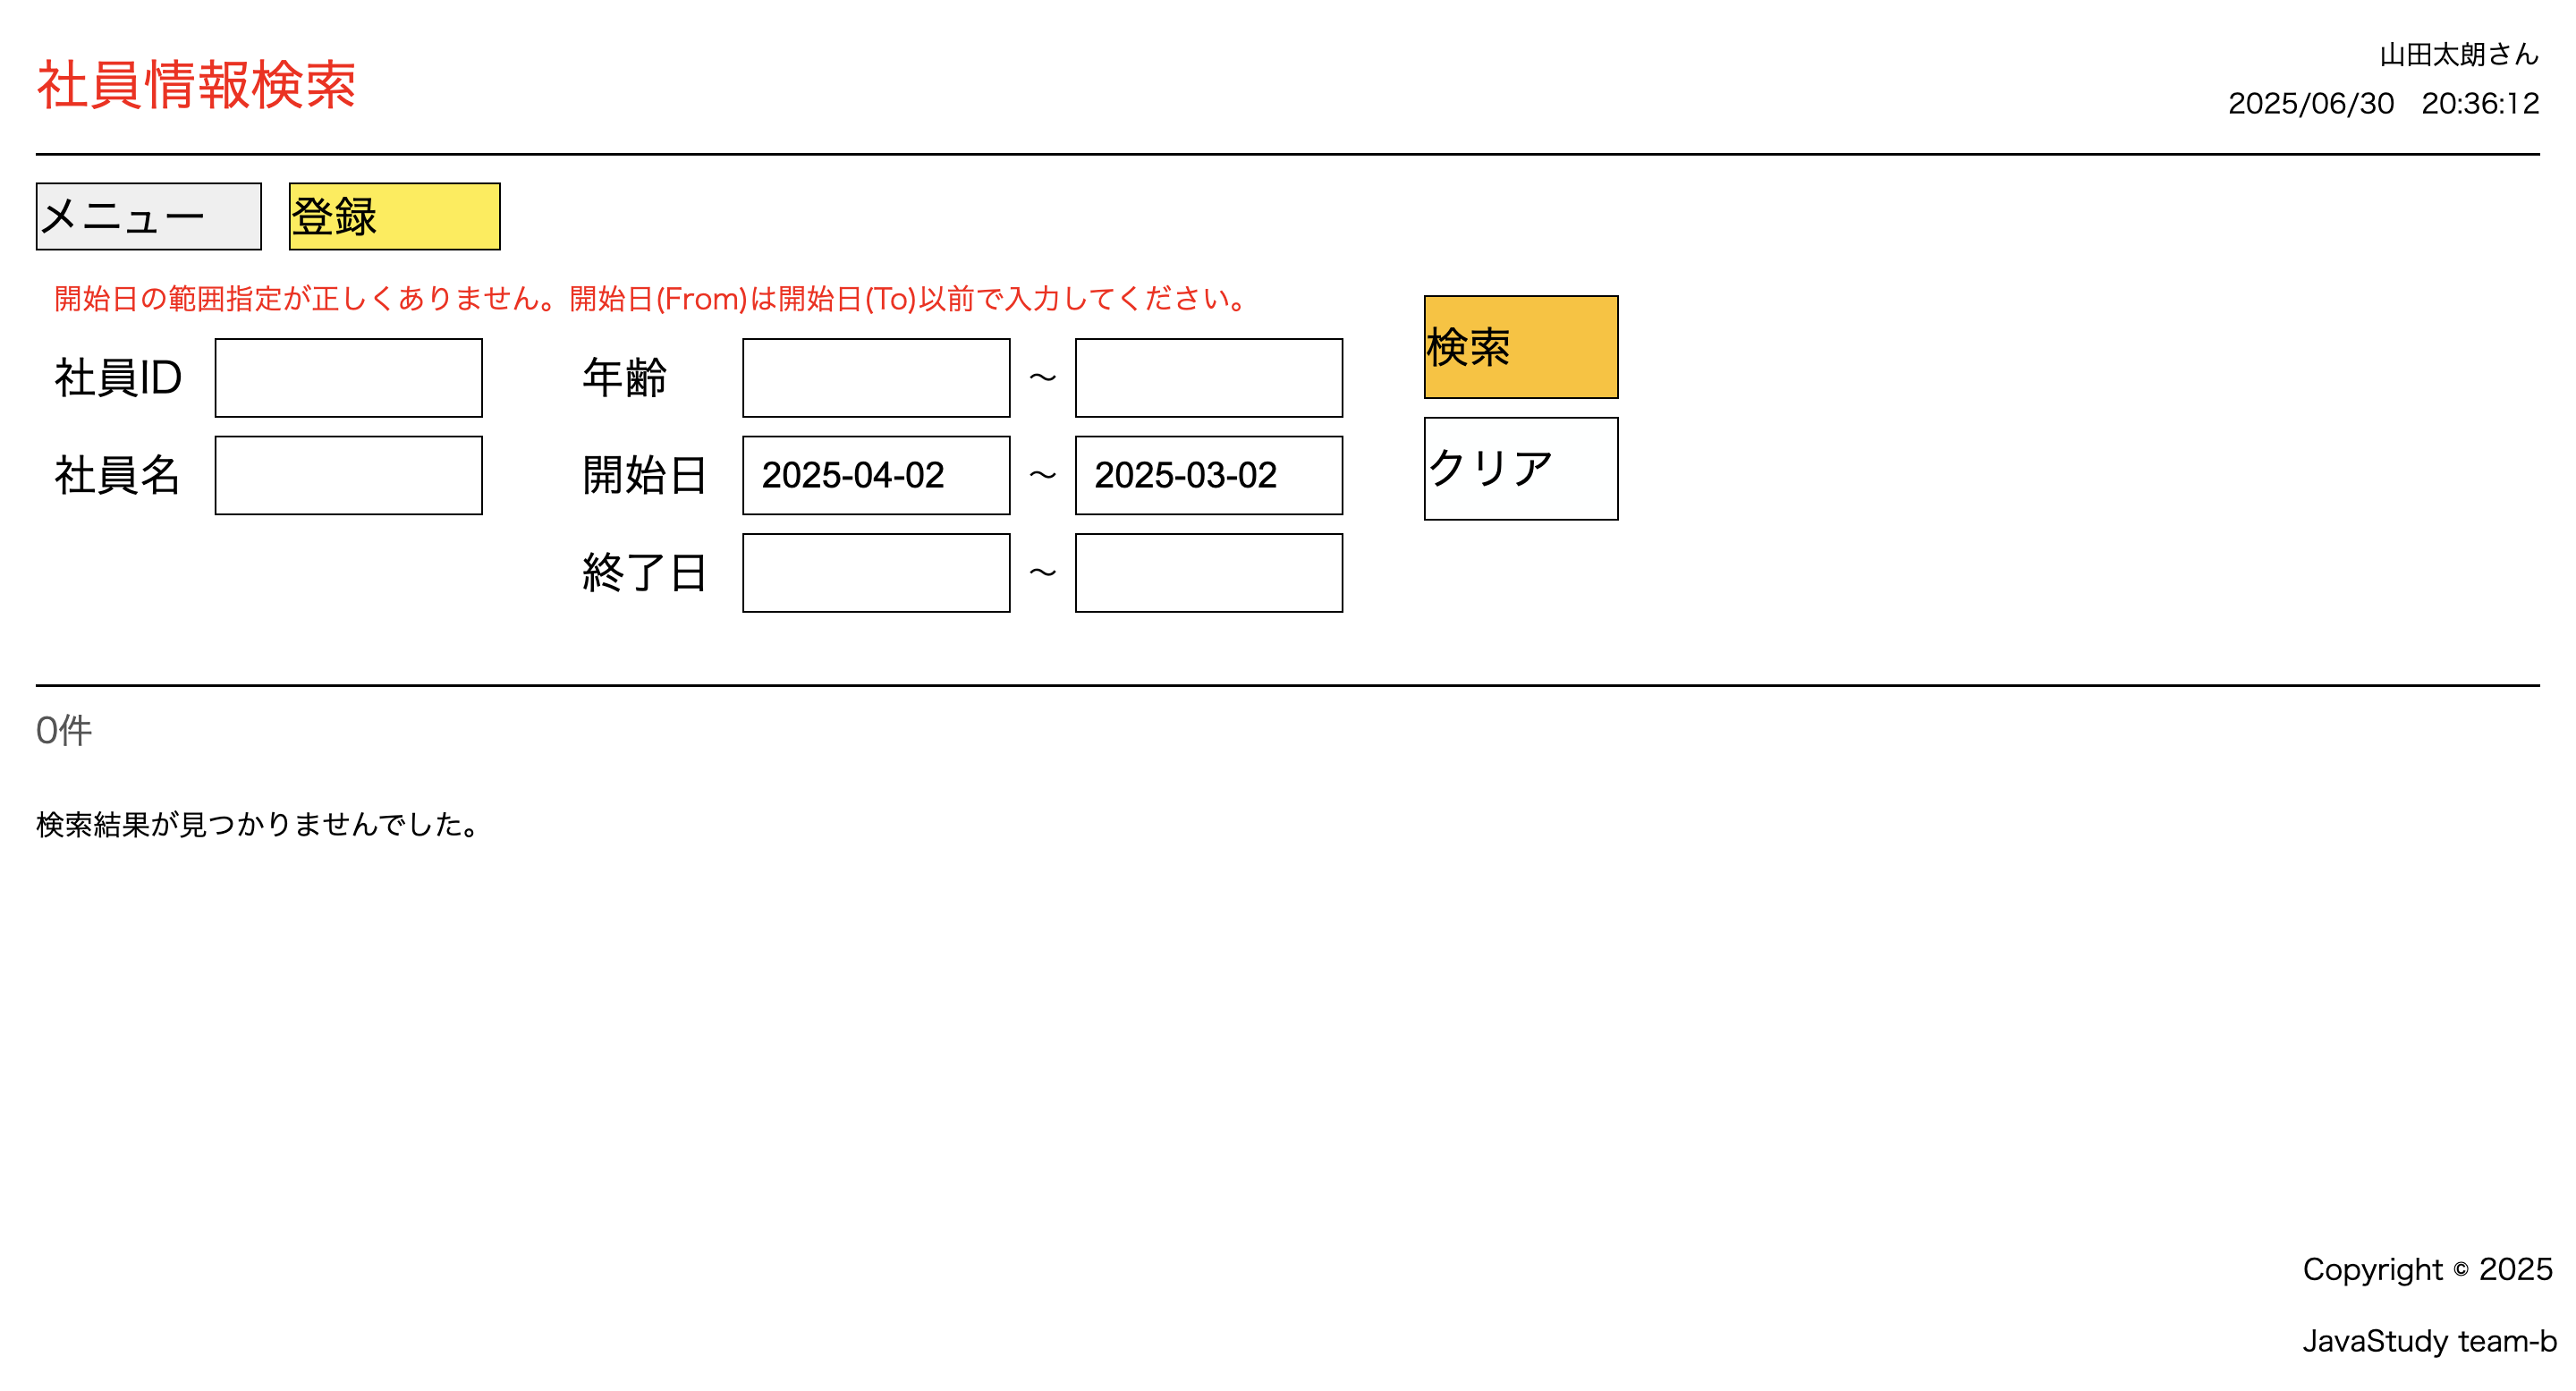 社員情報検索
山田太朗さん
2025/06/30 20:36:12
メニュー 登録
開始日の範囲指定が正しくありません。開始日(From)は開始日(To)以前で入力してください。
検索
社員ID 年齢 ～
クリア
社員名 開始日 2025-04-02 ～ 2025-03-02
終了日 ～
0件
検索結果が見つかりませんでした。
Copyright © 2025
JavaStudy team-b